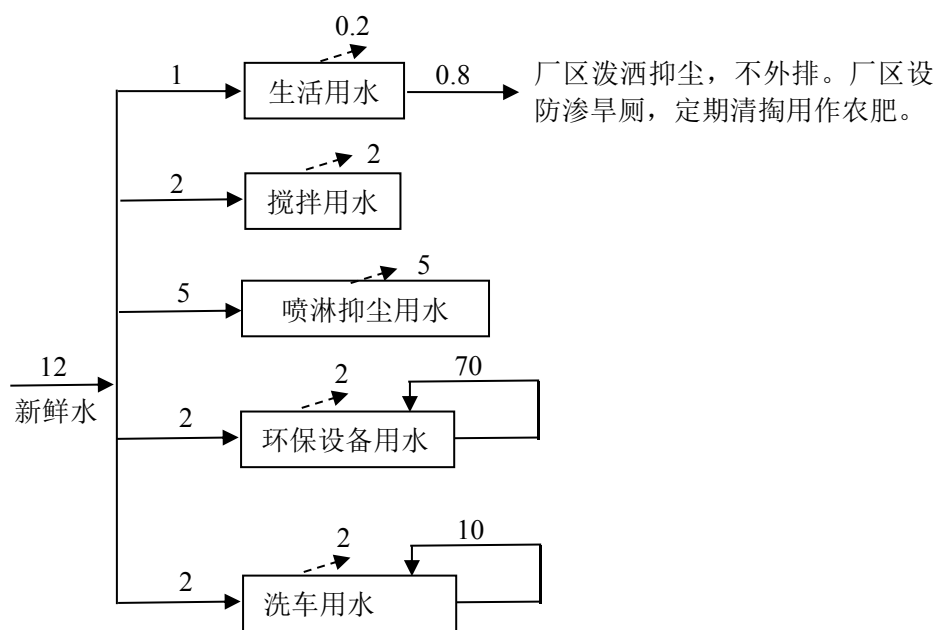 0.2
1
生活用水
0.8
厂区泼洒抑尘，不外排。厂区设
防渗旱厕，定期清掏用作农肥。
2
2
搅拌用水
5
5
喷淋抑尘用水
12
新鲜水
2
70
2
环保设备用水
2
10
2
洗车用水